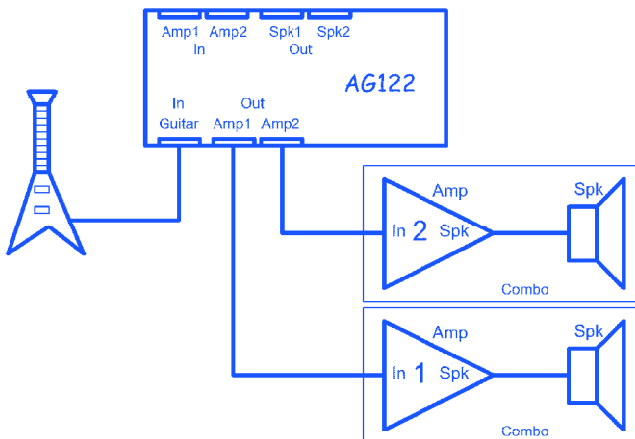 Amp1 Amp2 Spk1 Spk2
In Out
AG122
In Out
Guitar Amp1 Amp2
Amp Spk
In 2 Spk
Combo
Amp Spk
In 1 Spk
Combo